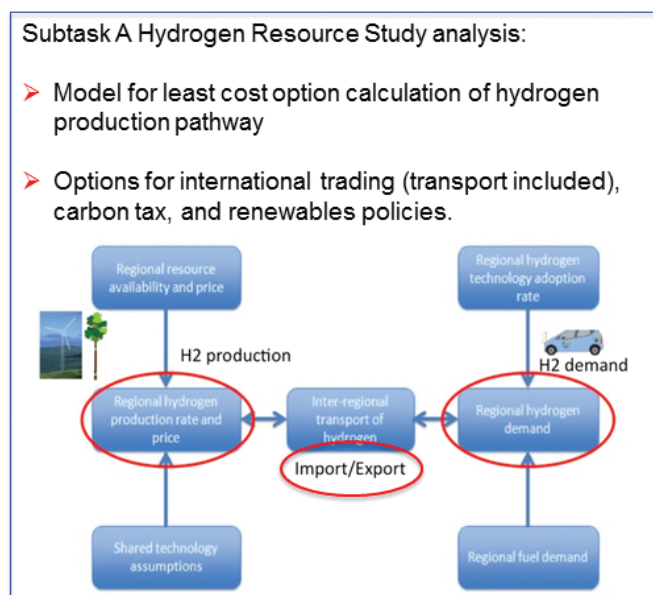 Subtask A Hydrogen Resource Study analysis:
➤ Model for least cost option calculation of hydrogen
production pathway
➤ Options for international trading (transport included),
carbon tax, and renewables policies.
Regional resource
availability and price
Regional hydrogen
technology adoption
rate
H2 production
H2 demand
Regional hydrogen
production rate and
price
Inter-regional
transport of
hydrogen
Regional hydrogen
demand
Import/Export
Shared technology
assumptions
Regional fuel demand